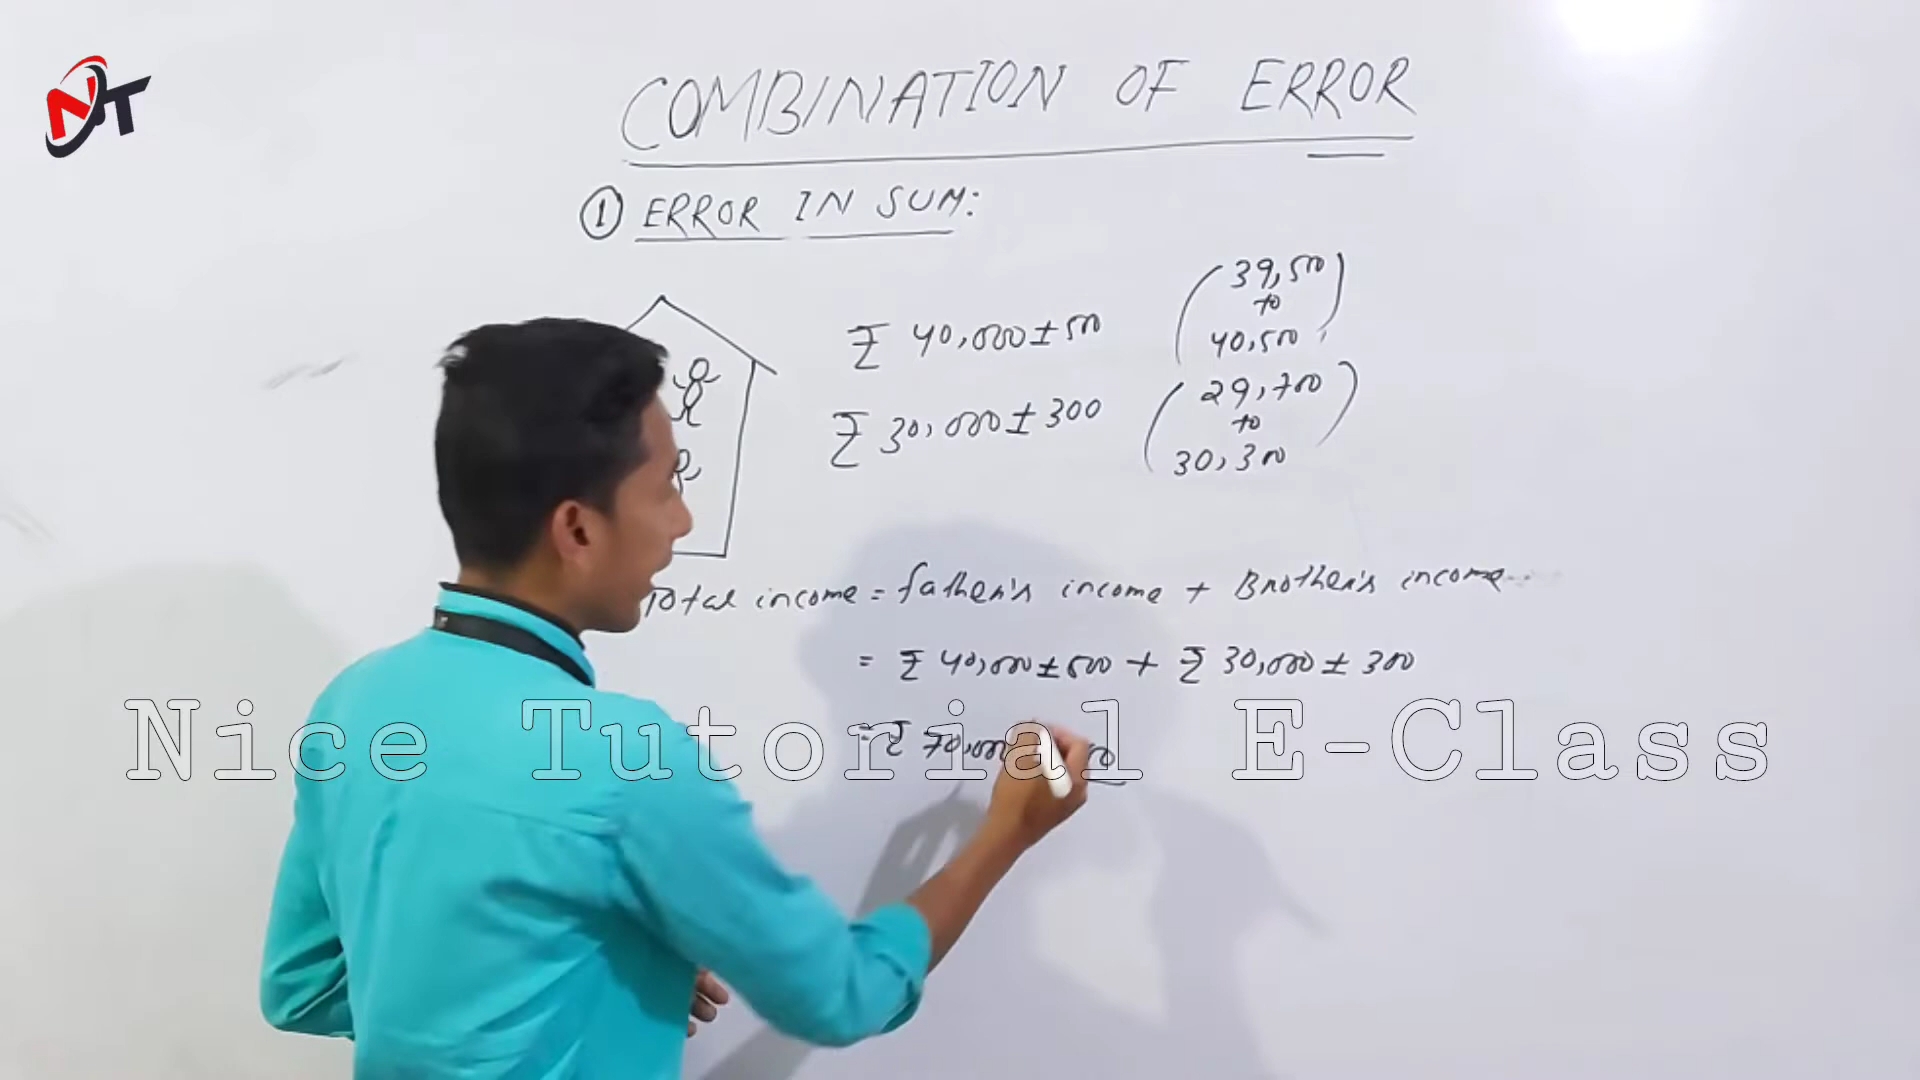 NT
COMBINATION OF ERROR
① ERROR IN SUM:
₹ 40,000 ± 500
(39,500
to
40,500)
₹ 30,000 ± 300
(29,700
to
30,300)
Total income = father's income + Brother's income
= ₹ 40,000 ± 500 + ₹ 30,000 ± 300
= ₹ 70,000
Nice Tutorial E-Class